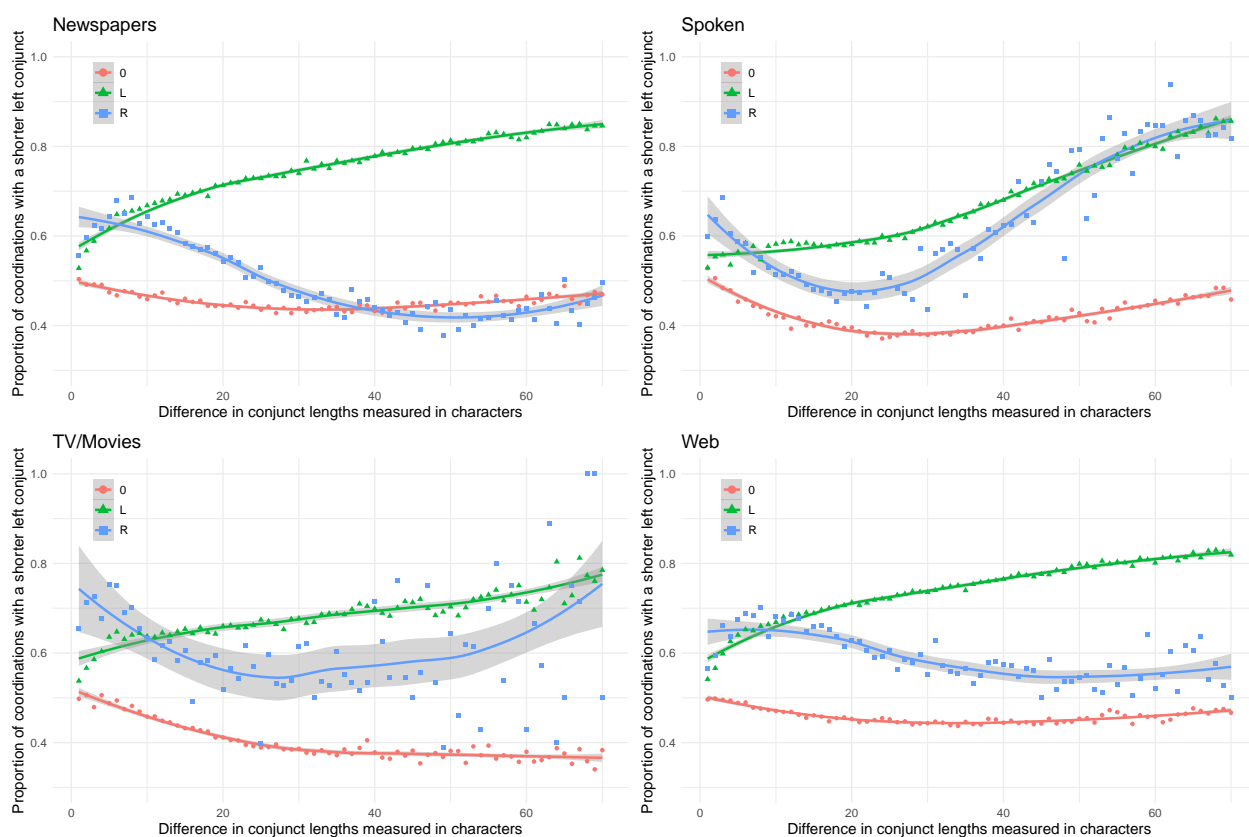 Newspapers
Proportion of coordinations with a shorter left conjunct
1.0
0.8
0.6
0.4
0
L
R
0
20
40
60
Difference in conjunct lengths measured in characters
Spoken
Proportion of coordinations with a shorter left conjunct
1.0
0.8
0.6
0.4
0
L
R
0
20
40
60
Difference in conjunct lengths measured in characters
TV/Movies
Proportion of coordinations with a shorter left conjunct
1.0
0.8
0.6
0.4
0
L
R
0
20
40
60
Difference in conjunct lengths measured in characters
Web
Proportion of coordinations with a shorter left conjunct
1.0
0.8
0.6
0.4
0
L
R
0
20
40
60
Difference in conjunct lengths measured in characters